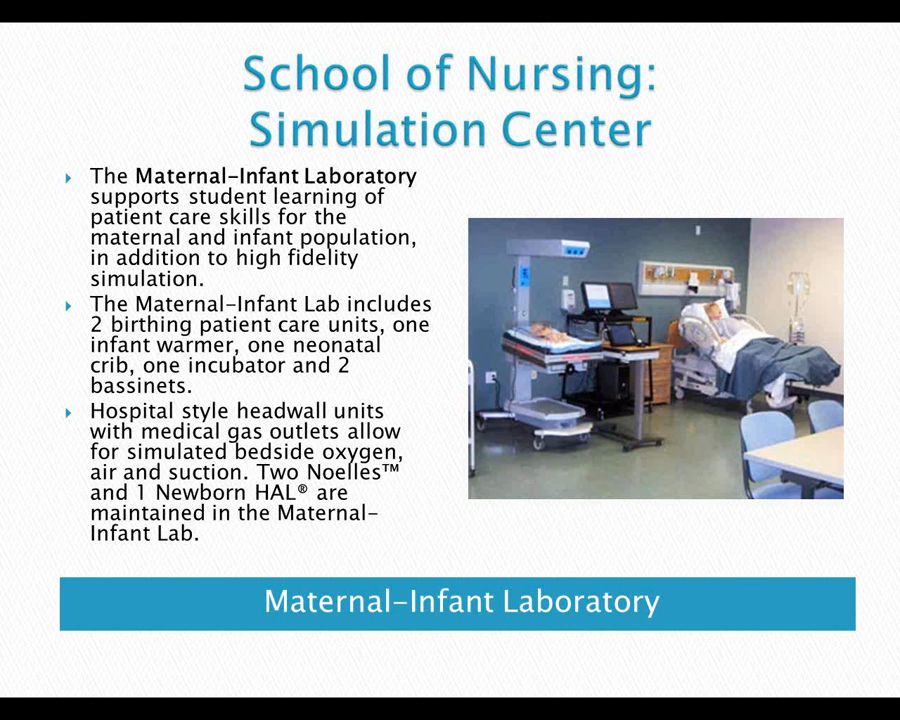 School of Nursing:
Simulation Center
The Maternal-Infant Laboratory
supports student learning of
patient care skills for the
maternal and infant population,
in addition to high fidelity
simulation.
The Maternal-Infant Lab includes
2 birthing patient care units, one
infant warmer, one neonatal
crib, one incubator and 2
bassinets.
Hospital style headwall units
with medical gas outlets allow
for simulated bedside oxygen,
air and suction. Two Noelles™
and 1 Newborn HAL® are
maintained in the Maternal-
Infant Lab.
Maternal-Infant Laboratory